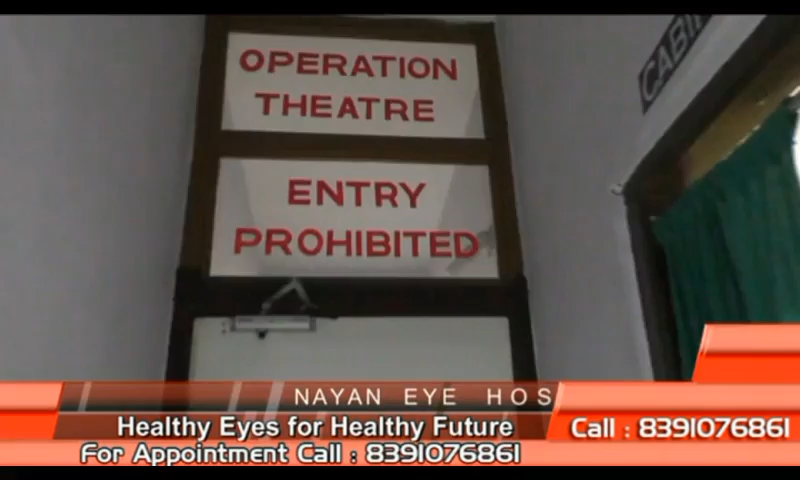 OPERATION
THEATRE
ENTRY
PROHIBITED
NAYAN EYE HOS
Healthy Eyes for Healthy Future
Call : 8391076861
For Appointment Call : 8391076861